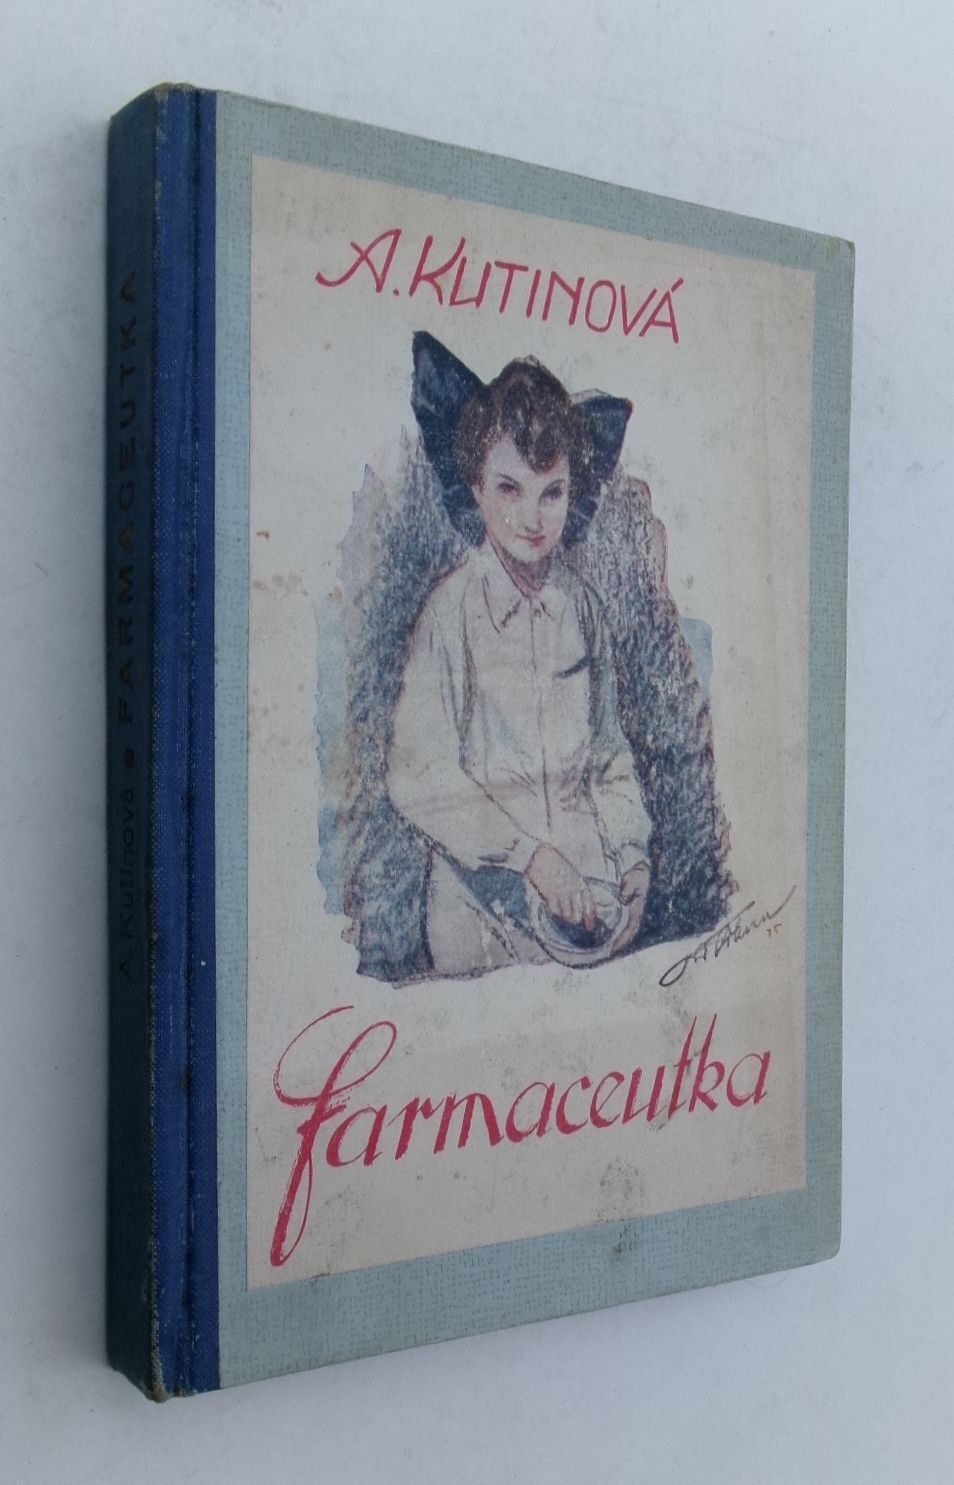 A. KUTINOVÁ
farmaceutka
A. Kutinová • FARMACEUTKA